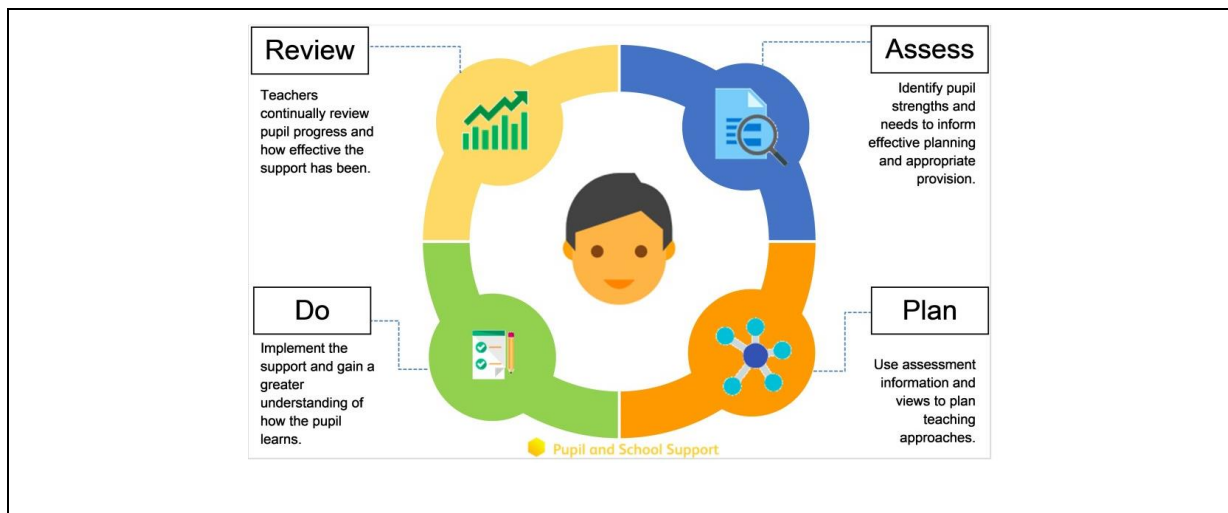 Review
Teachers
continually review
pupil progress and
how effective the
support has been.
Assess
Identify pupil
strengths and
needs to inform
effective planning
and appropriate
provision.
Do
Implement the
support and gain a
greater
understanding of
how the pupil
learns.
Plan
Use assessment
information and
views to plan
teaching
approaches.
Pupil and School Support